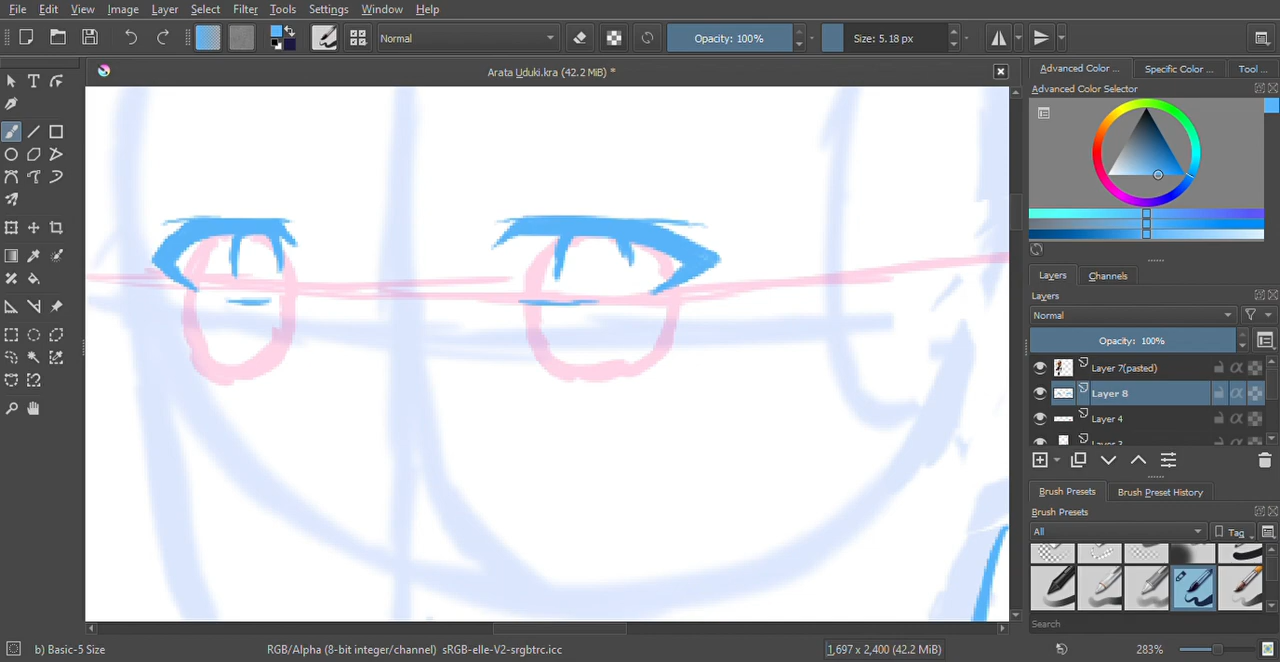 File Edit View Image Layer Select Filter Tools Settings Window Help
Normal Opacity: 100% Size: 5.18 px
Arata Uduki.kra (42.2 MiB) *
Advanced Color ... Specific Color ... Tool ...
Advanced Color Selector
Layers Channels
Layers
Normal
Opacity: 100%
Layer 7(pasted)
Layer 8
Layer 4
Brush Presets Brush Preset History
Brush Presets
All Tag
Search
b) Basic-5 Size RGB/Alpha (8-bit integer/channel) sRGB-elle-V2-srgbtrc.icc 1,697 x 2,400 (42.2 MiB) 283%